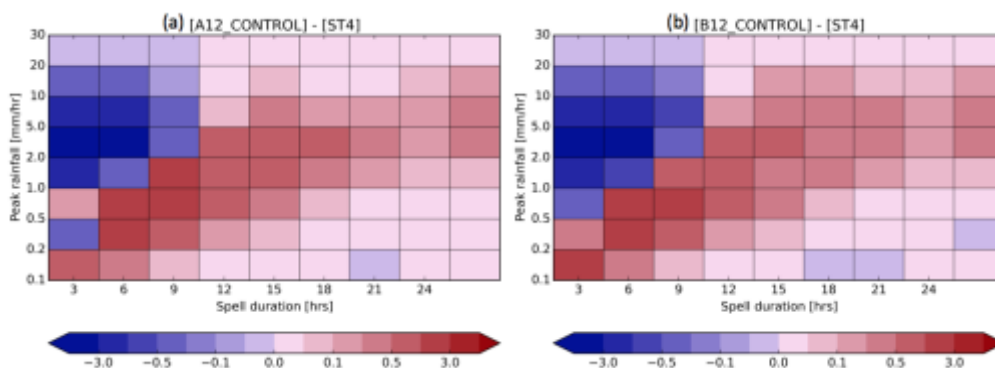 (a) [A12_CONTROL] - [ST4]
30
20
10
5.0
2.0
1.0
0.5
0.2
0.1
Peak rainfall [mm/hr]
3 6 9 12 15 18 21 24
Spell duration [hrs]
−3.0 −0.5 −0.1 0.0 0.1 0.5 3.0
(b) [B12_CONTROL] - [ST4]
30
20
10
5.0
2.0
1.0
0.5
0.2
0.1
Peak rainfall [mm/hr]
3 6 9 12 15 18 21 24
Spell duration [hrs]
−3.0 −0.5 −0.1 0.0 0.1 0.5 3.0